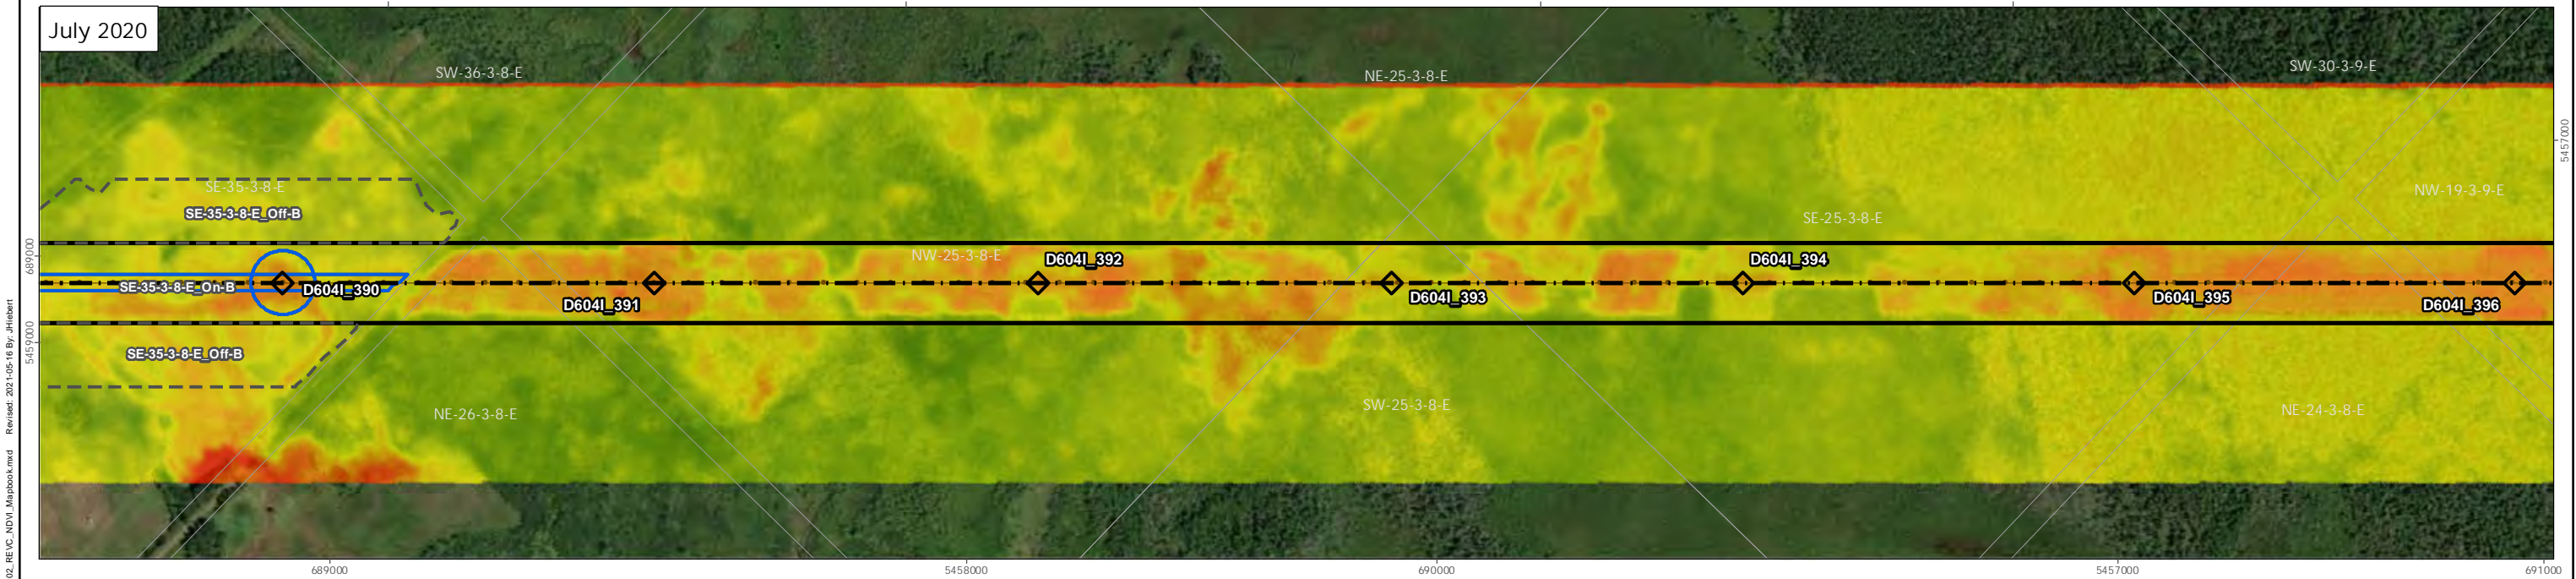 July 2020
SW-36-3-8-E
NE-25-3-8-E
SW-30-3-9-E
5457000
SE-35-3-8-E
NW-19-3-9-E
SE-35-3-8-E_Off-B
SE-25-3-8-E
689000
NW-25-3-8-E
D604I_392
D604I_394
SE-35-3-8-E_On-B
D604I_390
D604I_391
D604I_393
D604I_395
D604I_396
5459000
SE-35-3-8-E_Off-B
NE-26-3-8-E
SW-25-3-8-E
NE-24-3-8-E
02_REVC_NDVI_Mapbook.mxd Revised: 2021-05-16 By: JHiebert
689000
5458000
690000
5457000
691000